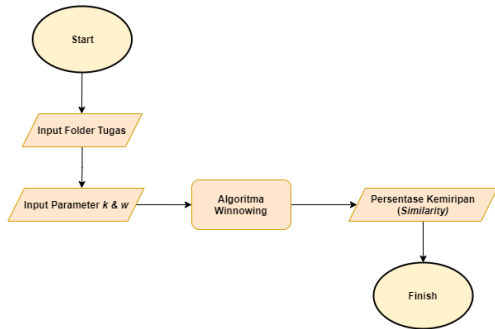 Start
Input Folder Tugas
Input Parameter k & w
Algoritma
Winnowing
Persentase Kemiripan
(Similarity)
Finish